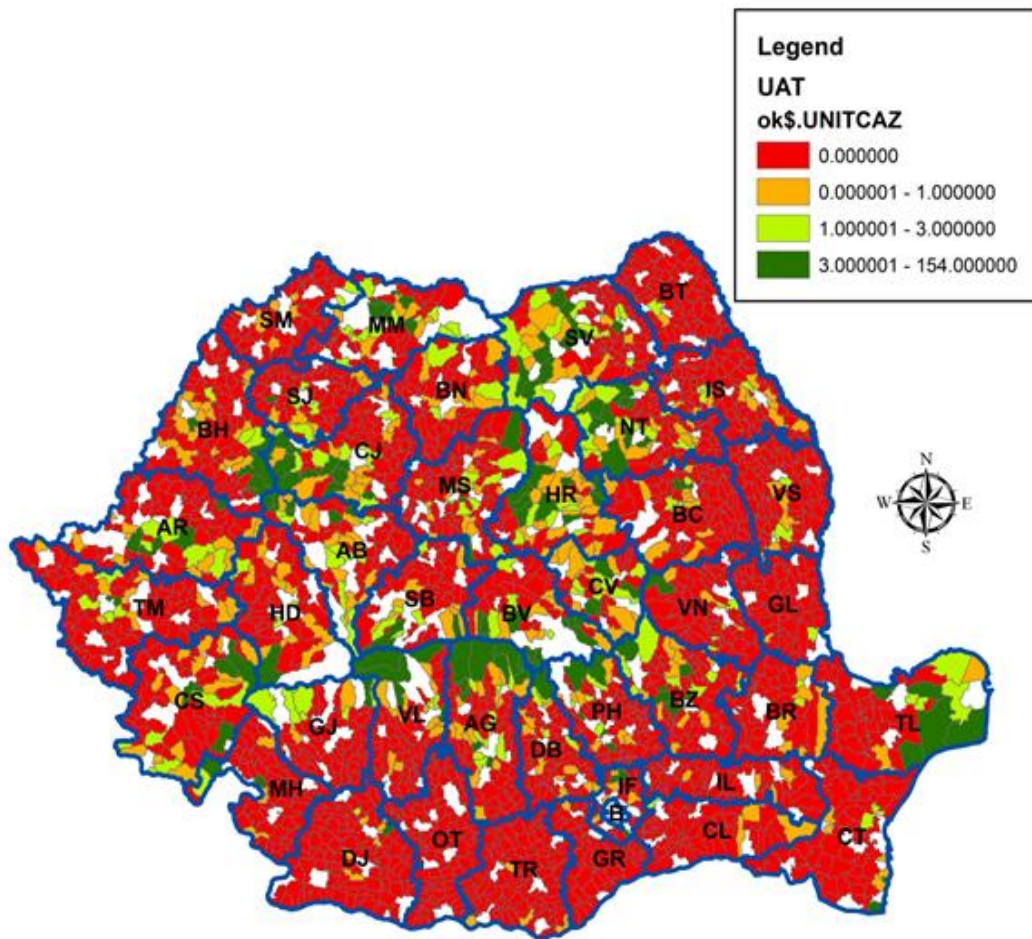 Legend
UAT
ok$.UNITCAZ
0.000000
0.000001 - 1.000000
1.000001 - 3.000000
3.000001 - 154.000000
BT
SM
MM
SV
SJ
BN
IS
BH
CJ
NT
MS
HR
VS
BC
AR
AB
N
W
E
S
TM
HD
SB
BV
CV
VN
GL
CS
GJ
VL
AG
PH
BZ
BR
TL
DB
MH
IF
IL
B
CL
CT
DJ
OT
TR
GR